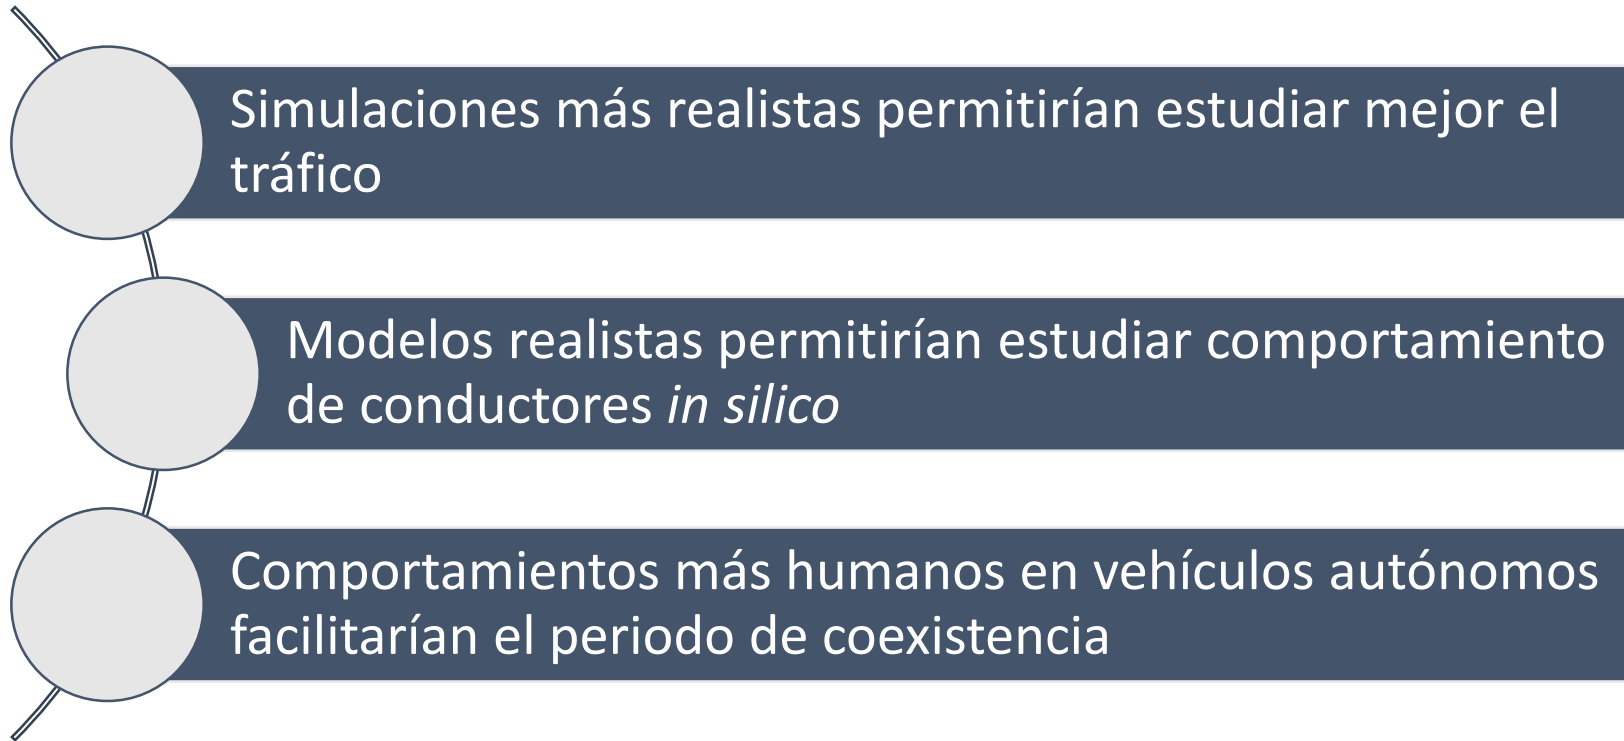 Simulaciones más realistas permitirían estudiar mejor el
tráfico
Modelos realistas permitirían estudiar comportamiento
de conductores in silico
Comportamientos más humanos en vehículos autónomos
facilitarían el periodo de coexistencia